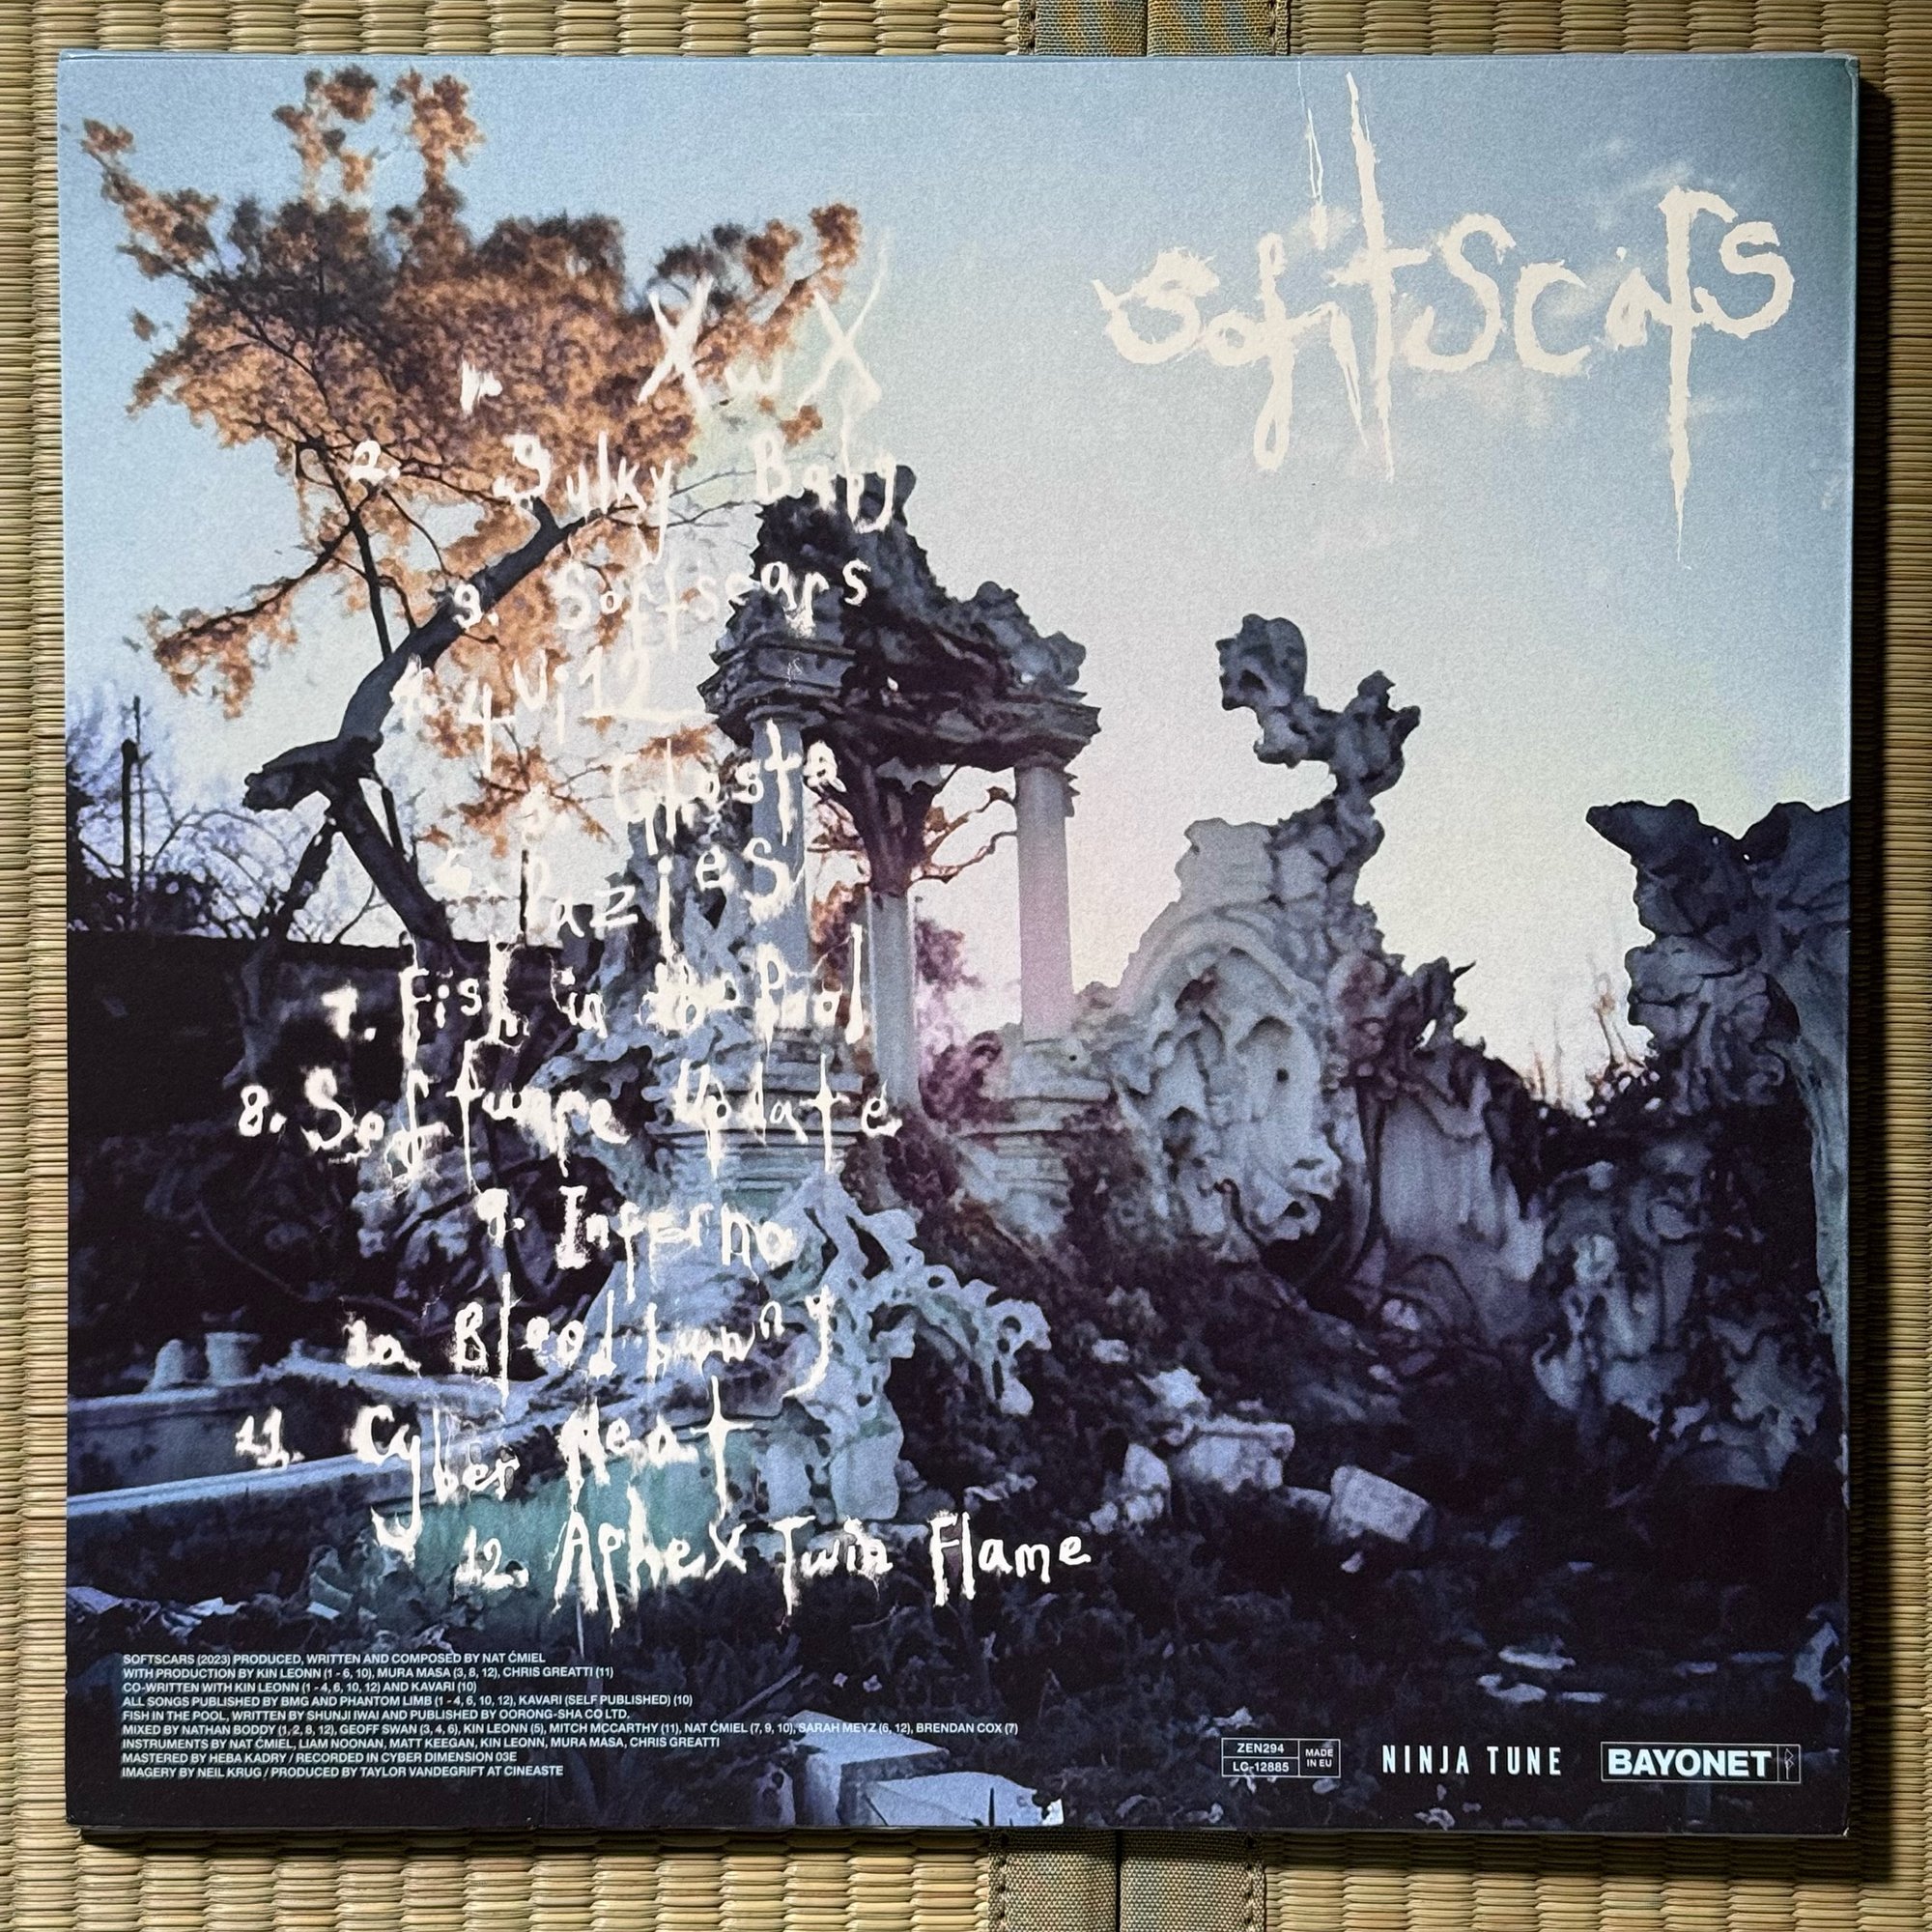 softscars
1. XwX
2. Sulky Baby
3. Softscars
4. 4ui12
5. Ghosts
6. Dazies
7. Fish in the Pool
8. Software Update
9. Inferno
10. Bloodbunny
11. Cyber Meat
12. Aphex Twin Flame
SOFTSCARS (2023) PRODUCED, WRITTEN AND COMPOSED BY NAT ĆMIEL
WITH PRODUCTION BY KIN LEONN (1 - 6, 10), MURA MASA (3, 8, 12), CHRIS GREATTI (11)
CO-WRITTEN WITH KIN LEONN (1 - 4, 6, 10, 12) AND KAVARI (10)
ALL SONGS PUBLISHED BY BMG AND PHANTOM LIMB (1 - 4, 6, 10, 12), KAVARI (SELF PUBLISHED) (10)
FISH IN THE POOL, WRITTEN BY SHUNJI IWAI AND PUBLISHED BY OORONG-SHA CO LTD.
MIXED BY NATHAN BODDY (1, 2, 8, 12), GEOFF SWAN (3, 4, 6), KIN LEONN (5), MITCH MCCARTHY (11), NAT ĆMIEL (7, 9, 10), SARAH MEYZ (6, 12), BRENDAN COX (7)
INSTRUMENTS BY NAT ĆMIEL, LIAM NOONAN, MATT KEEGAN, KIN LEONN, MURA MASA, CHRIS GREATTI
MASTERED BY HEBA KADRY / RECORDED IN CYBER DIMENSION 03E
IMAGERY BY NEIL KRUG / PRODUCED BY TAYLOR VANDEGRIFT AT CINEASTE
ZEN294
LC-12885
MADE
IN EU
NINJA TUNE
BAYONET